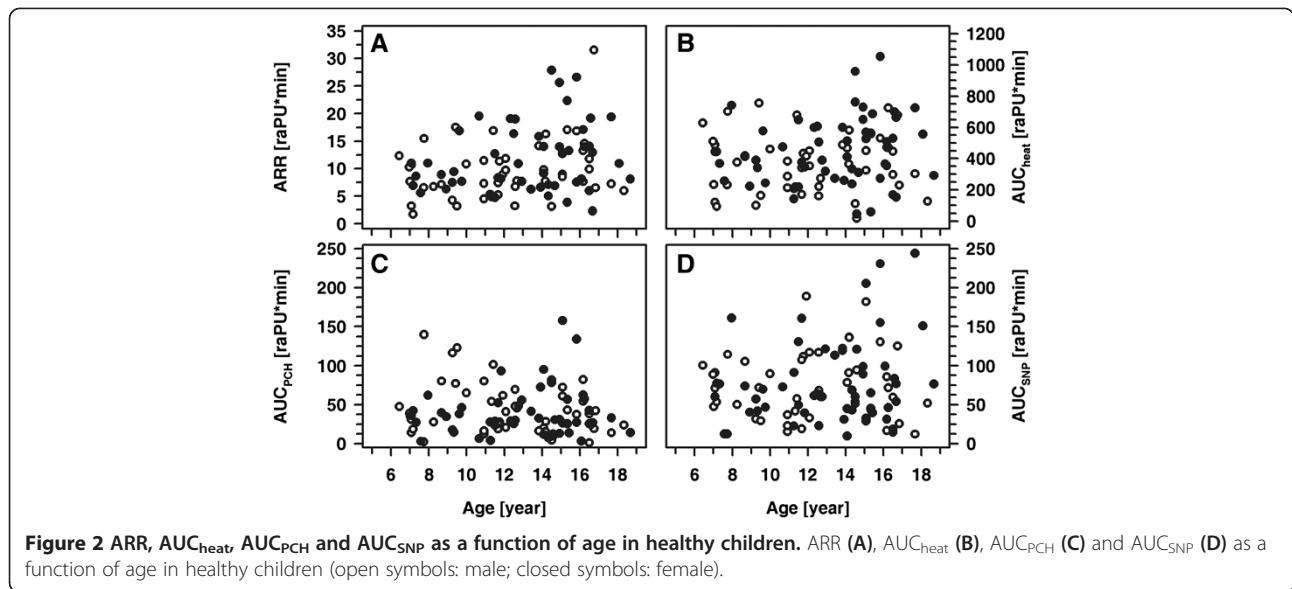 A
B
35
30
25
20
15
10
5
0
ARR [raPU*min]
1200
1000
800
600
400
200
0
AUCheat [raPU*min]
C
D
250
200
150
100
50
0
AUCPCH [raPU*min]
250
200
150
100
50
0
AUCSNP [raPU*min]
6 8 10 12 14 16 18
6 8 10 12 14 16 18
Age [year]
Age [year]
Figure 2 ARR, AUCheat, AUCPCH and AUCSNP as a function of age in healthy children. ARR (A), AUCheat (B), AUCPCH (C) and AUCSNP (D) as a
function of age in healthy children (open symbols: male; closed symbols: female).